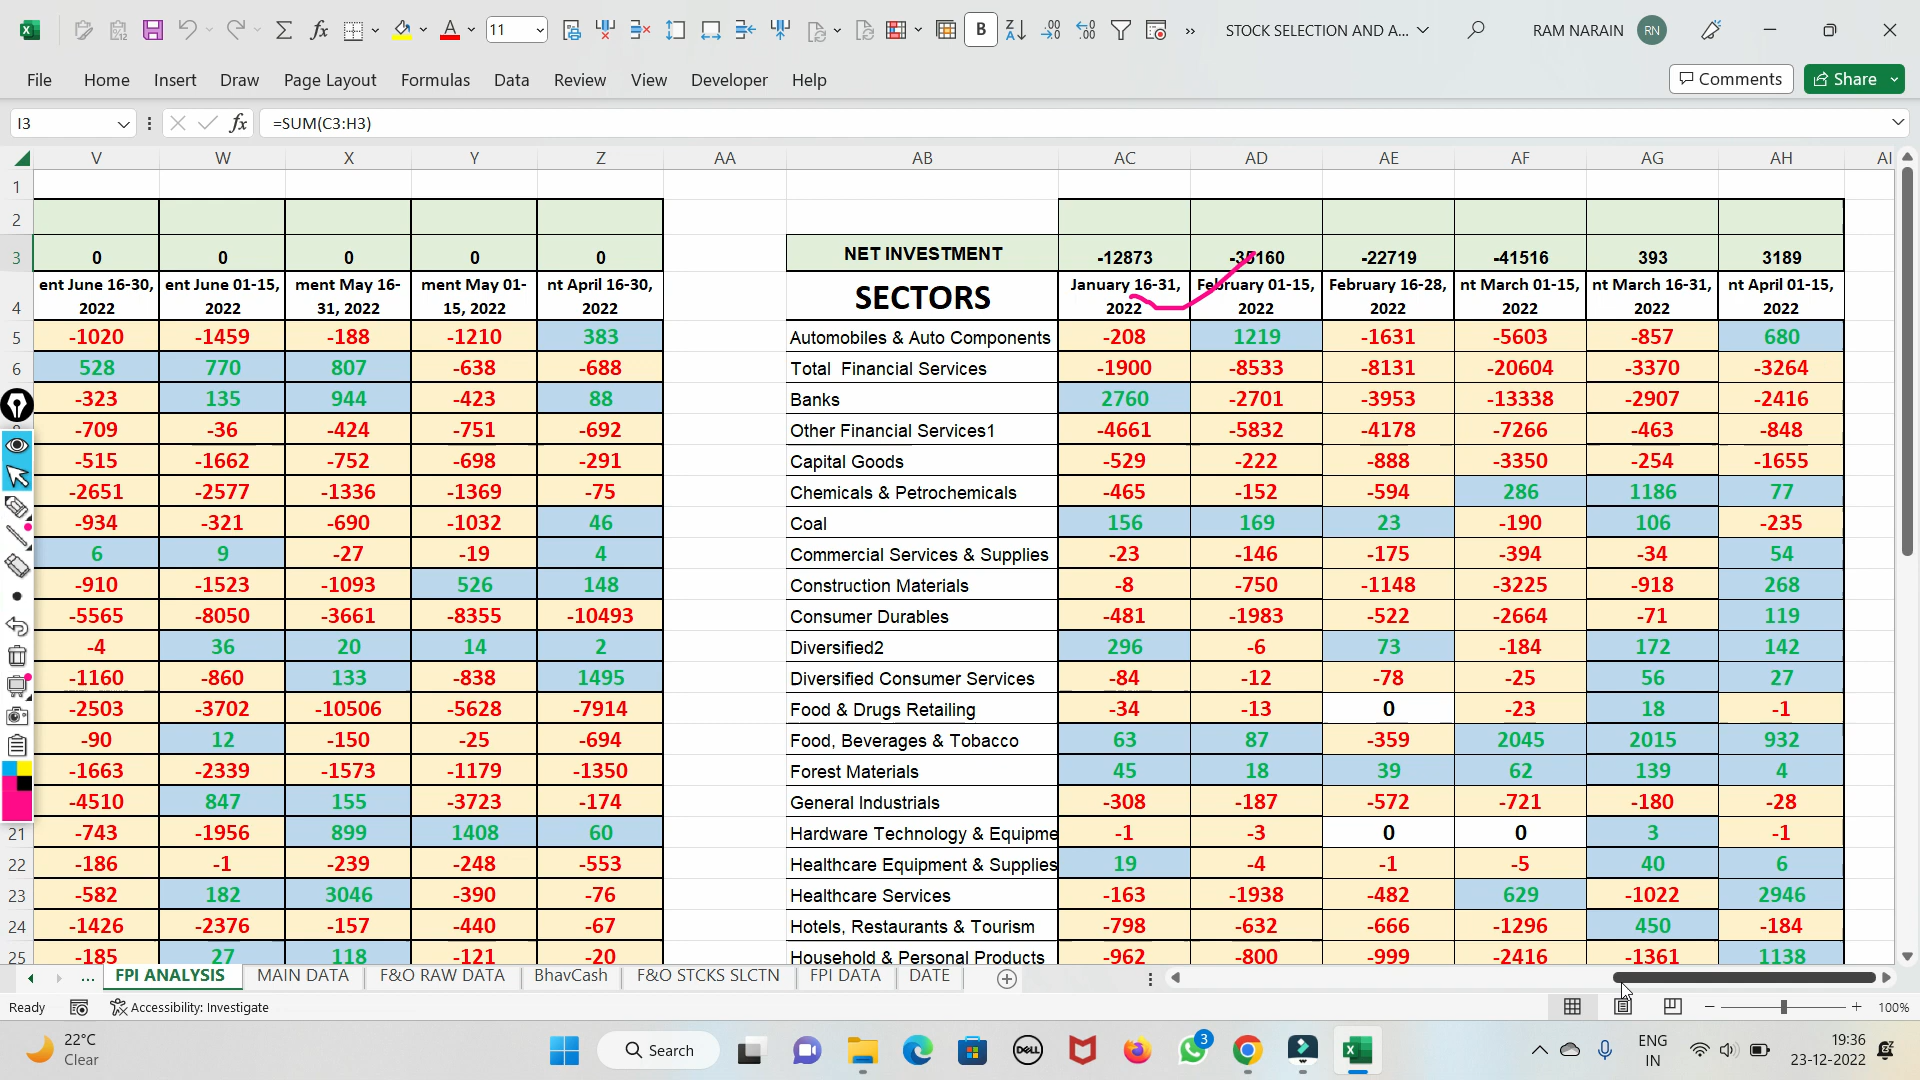 11
B
STOCK SELECTION AND A...
RAM NARAIN
RN
File Home Insert Draw Page Layout Formulas Data Review View Developer Help
Comments
Share
I3
fx
=SUM(C3:H3)
V W X Y Z AA AB AC AD AE AF AG AH AI
1
2
3 0 0 0 0 0 NET INVESTMENT -12873 -35160 -22719 -41516 393 3189
4 ent June 16-30, 2022 ent June 01-15, 2022 ment May 16-31, 2022 ment May 01-15, 2022 nt April 16-30, 2022 SECTORS January 16-31, 2022 February 01-15, 2022 February 16-28, 2022 nt March 01-15, 2022 nt March 16-31, 2022 nt April 01-15, 2022
5 -1020 -1459 -188 -1210 383 Automobiles & Auto Components -208 1219 -1631 -5603 -857 680
6 528 770 807 -638 -688 Total Financial Services -1900 -8533 -8131 -20604 -3370 -3264
-323 135 944 -423 88 Banks 2760 -2701 -3953 -13338 -2907 -2416
-709 -36 -424 -751 -692 Other Financial Services1 -4661 -5832 -4178 -7266 -463 -848
-515 -1662 -752 -698 -291 Capital Goods -529 -222 -888 -3350 -254 -1655
-2651 -2577 -1336 -1369 -75 Chemicals & Petrochemicals -465 -152 -594 286 1186 77
-934 -321 -690 -1032 46 Coal 156 169 23 -190 106 -235
6 9 -27 -19 4 Commercial Services & Supplies -23 -146 -175 -394 -34 54
-910 -1523 -1093 526 148 Construction Materials -8 -750 -1148 -3225 -918 268
-5565 -8050 -3661 -8355 -10493 Consumer Durables -481 -1983 -522 -2664 -71 119
-4 36 20 14 2 Diversified2 296 -6 73 -184 172 142
-1160 -860 133 -838 1495 Diversified Consumer Services -84 -12 -78 -25 56 27
-2503 -3702 -10506 -5628 -7914 Food & Drugs Retailing -34 -13 0 -23 18 -1
-90 12 -150 -25 -694 Food, Beverages & Tobacco 63 87 -359 2045 2015 932
-1663 -2339 -1573 -1179 -1350 Forest Materials 45 18 39 62 139 4
-4510 847 155 -3723 -174 General Industrials -308 -187 -572 -721 -180 -28
21 -743 -1956 899 1408 60 Hardware Technology & Equipme -1 -3 0 0 3 -1
22 -186 -1 -239 -248 -553 Healthcare Equipment & Supplies 19 -4 -1 -5 40 6
23 -582 182 3046 -390 -76 Healthcare Services -163 -1938 -482 629 -1022 2946
24 -1426 -2376 -157 -440 -67 Hotels, Restaurants & Tourism -798 -632 -666 -1296 450 -184
25 -185 27 118 -121 -20 Household & Personal Products -962 -800 -999 -2416 -1361 1138
... FPI ANALYSIS MAIN DATA F&O RAW DATA BhavCash F&O STCKS SLCTN FPI DATA DATE
Ready Accessibility: Investigate 100%
22°C
Clear
Search
DELL
3
ENG
IN
19:36
23-12-2022